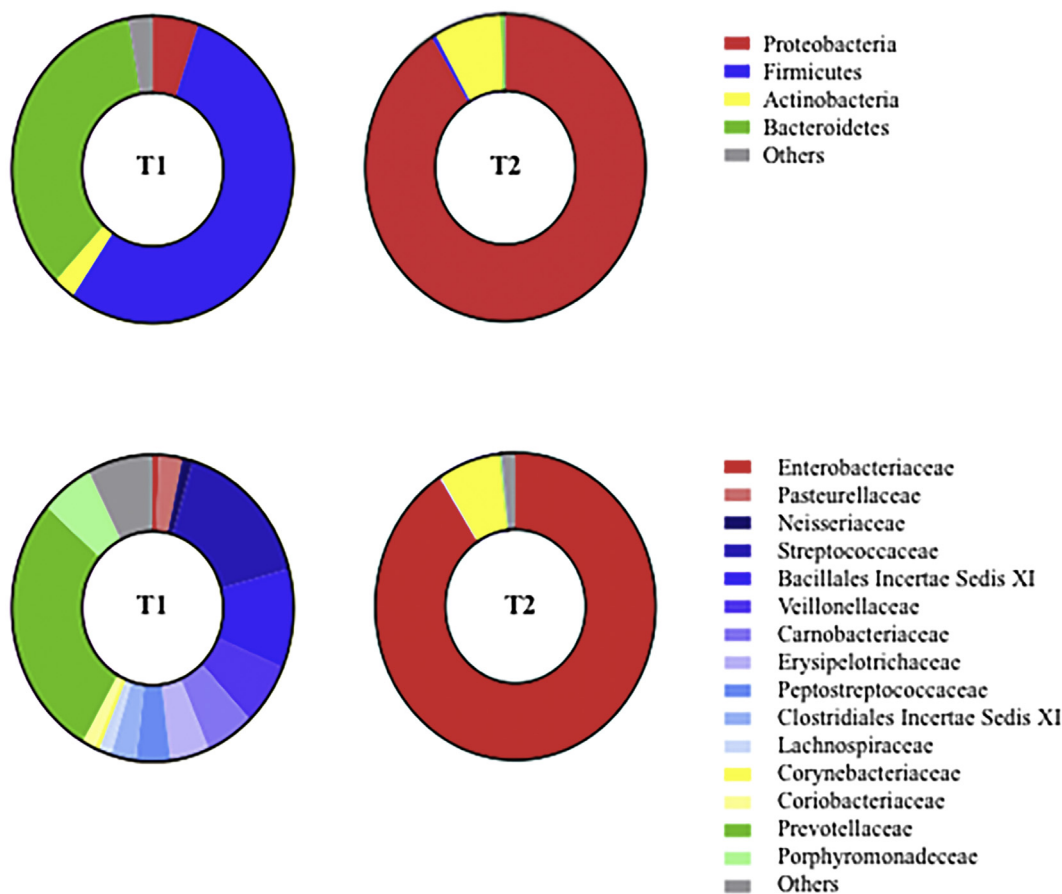 T1
T2
Proteobacteria
Firmicutes
Actinobacteria
Bacteroidetes
Others
T1
T2
Enterobacteriaceae
Pasteurellaceae
Neisseriaceae
Streptococcaceae
Bacillales Incertae Sedis XI
Veillonellaceae
Carnobacteriaceae
Erysipelotrichaceae
Peptostreptococcaceae
Clostridiales Incertae Sedis XI
Lachnospiraceae
Corynebacteriaceae
Coriobacteriaceae
Prevotellaceae
Porphyromonadeceae
Others